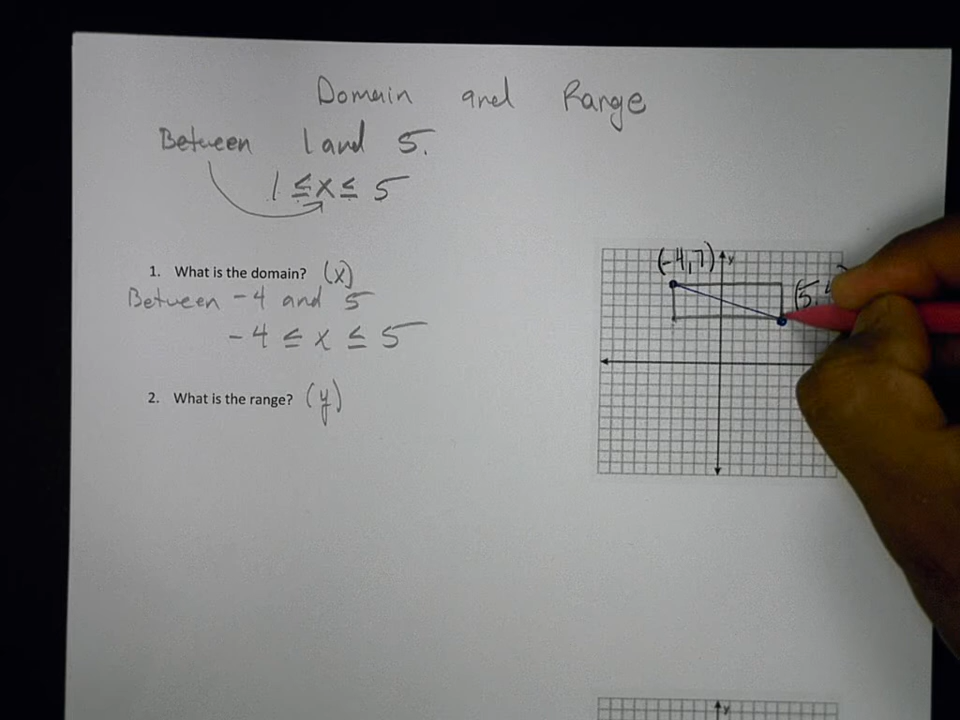 Domain and Range
Between 1 and 5.
1 ≤ x ≤ 5
1. What is the domain? (x)
Between -4 and 5
-4 ≤ x ≤ 5
2. What is the range? (y)
(-4,7)
y
(5,
y